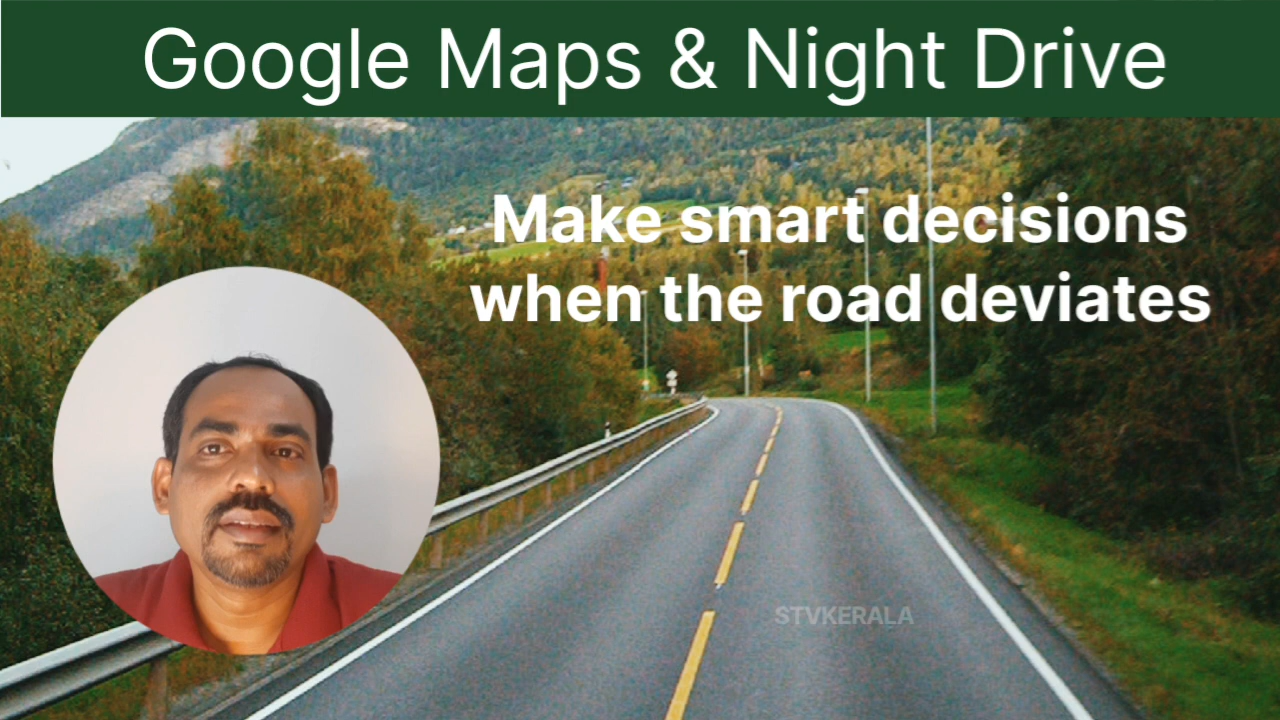 Google Maps & Night Drive
Make smart decisions
when the road deviates
STVKERALA